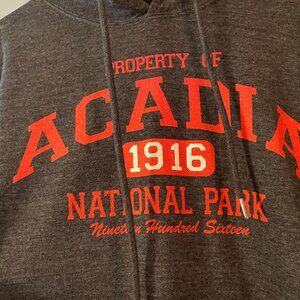 PROPERTY OF
ACADIA
1916
NATIONAL PARK
Nineteen Hundred Sixteen